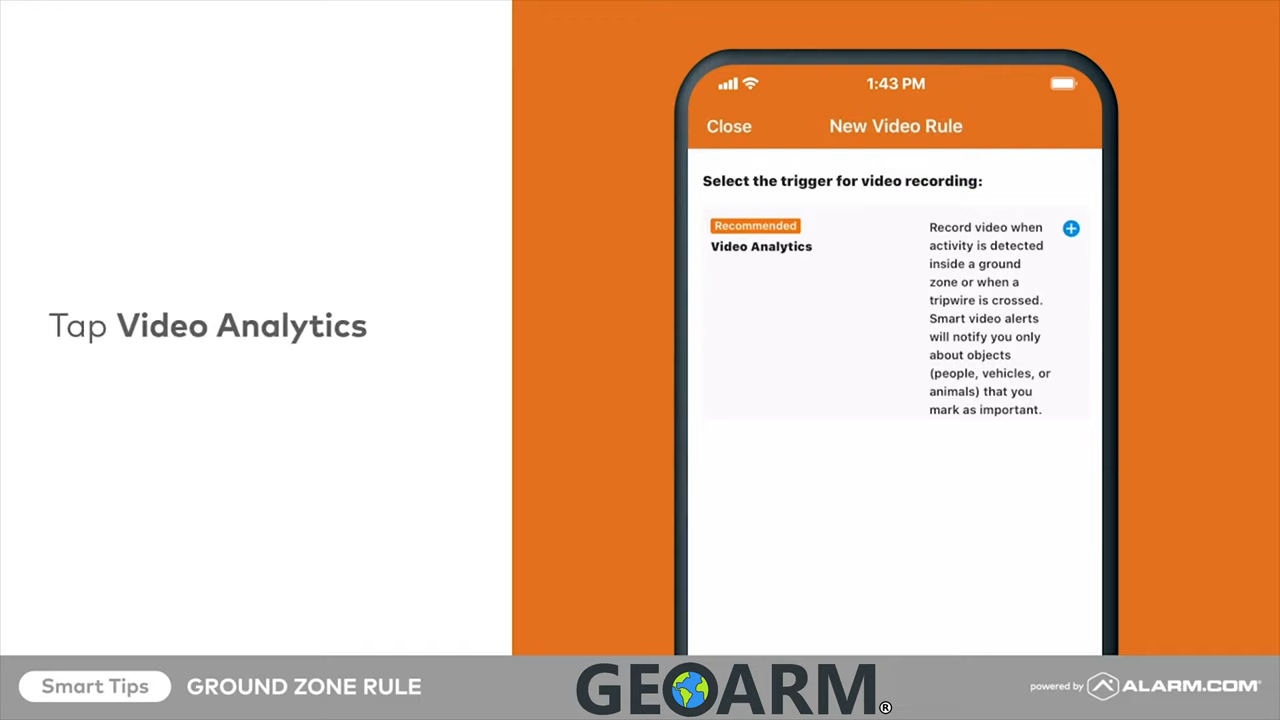 Tap Video Analytics
1:43 PM
Close
New Video Rule
Select the trigger for video recording:
Recommended
Video Analytics
Record video when
activity is detected
inside a ground
zone or when a
tripwire is crossed.
Smart video alerts
will notify you only
about objects
(people, vehicles, or
animals) that you
mark as important.
Smart Tips
GROUND ZONE RULE
GEOARM®
powered by ALARM.COM®